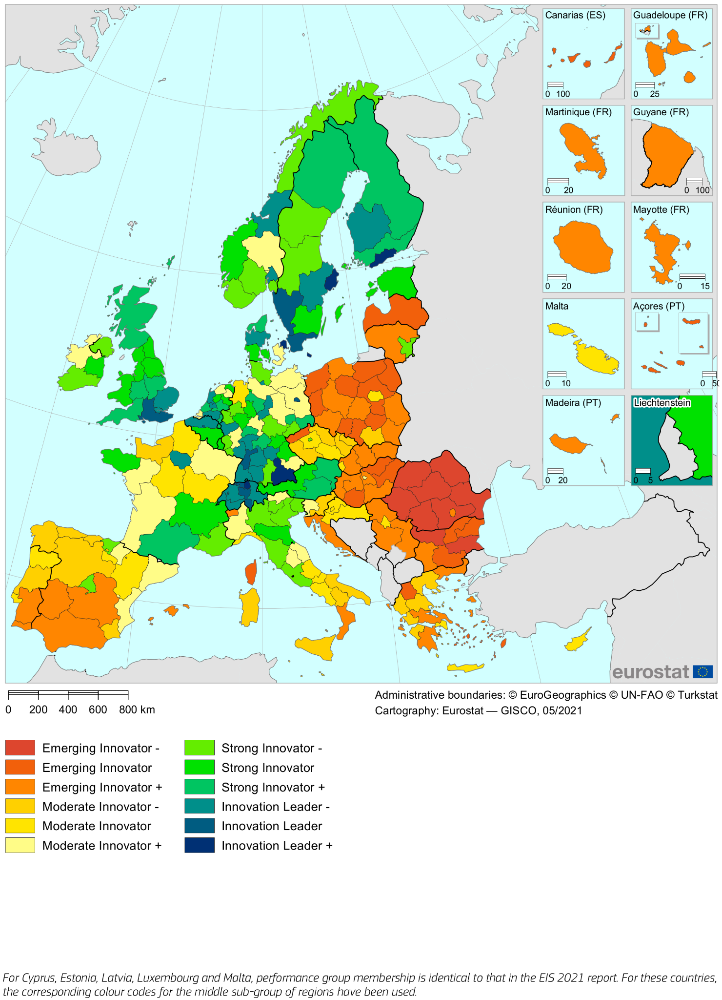 Canarias (ES)
0 100
Guadeloupe (FR)
0 25
Martinique (FR)
0 20
Guyane (FR)
0 100
Réunion (FR)
0 20
Mayotte (FR)
0 15
Malta
0 10
Açores (PT)
0 50
Madeira (PT)
0 20
Liechtenstein
0 5
eurostat
0 200 400 600 800 km
Administrative boundaries: © EuroGeographics © UN-FAO © Turkstat
Cartography: Eurostat — GISCO, 05/2021
Emerging Innovator -
Emerging Innovator
Emerging Innovator +
Moderate Innovator -
Moderate Innovator
Moderate Innovator +
Strong Innovator -
Strong Innovator
Strong Innovator +
Innovation Leader -
Innovation Leader
Innovation Leader +
For Cyprus, Estonia, Latvia, Luxembourg and Malta, performance group membership is identical to that in the EIS 2021 report. For these countries,
the corresponding colour codes for the middle sub-group of regions have been used.